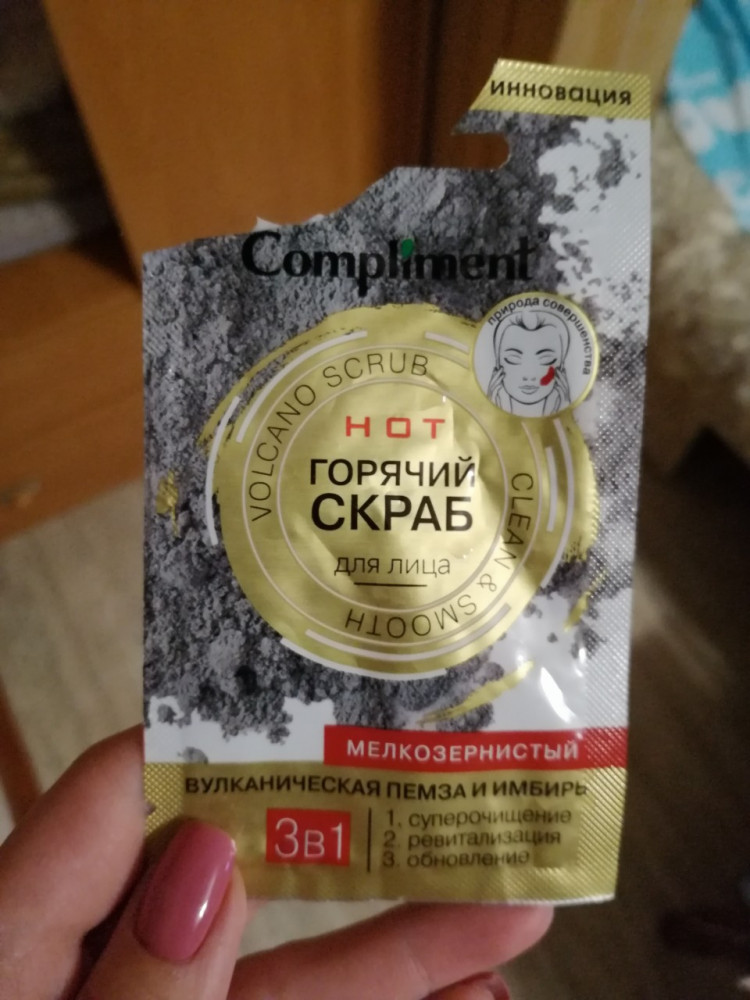 инновация
Compliment
природа совершенства
VOLCANO SCRUB
HOT
ГОРЯЧИЙ
СКРАБ
для лица
CLEAN & SMOOTH
МЕЛКОЗЕРНИСТЫЙ
ВУЛКАНИЧЕСКАЯ ПЕМЗА И ИМБИРЬ
3в1
1. суперочищение
2. ревитализация
3. обновление